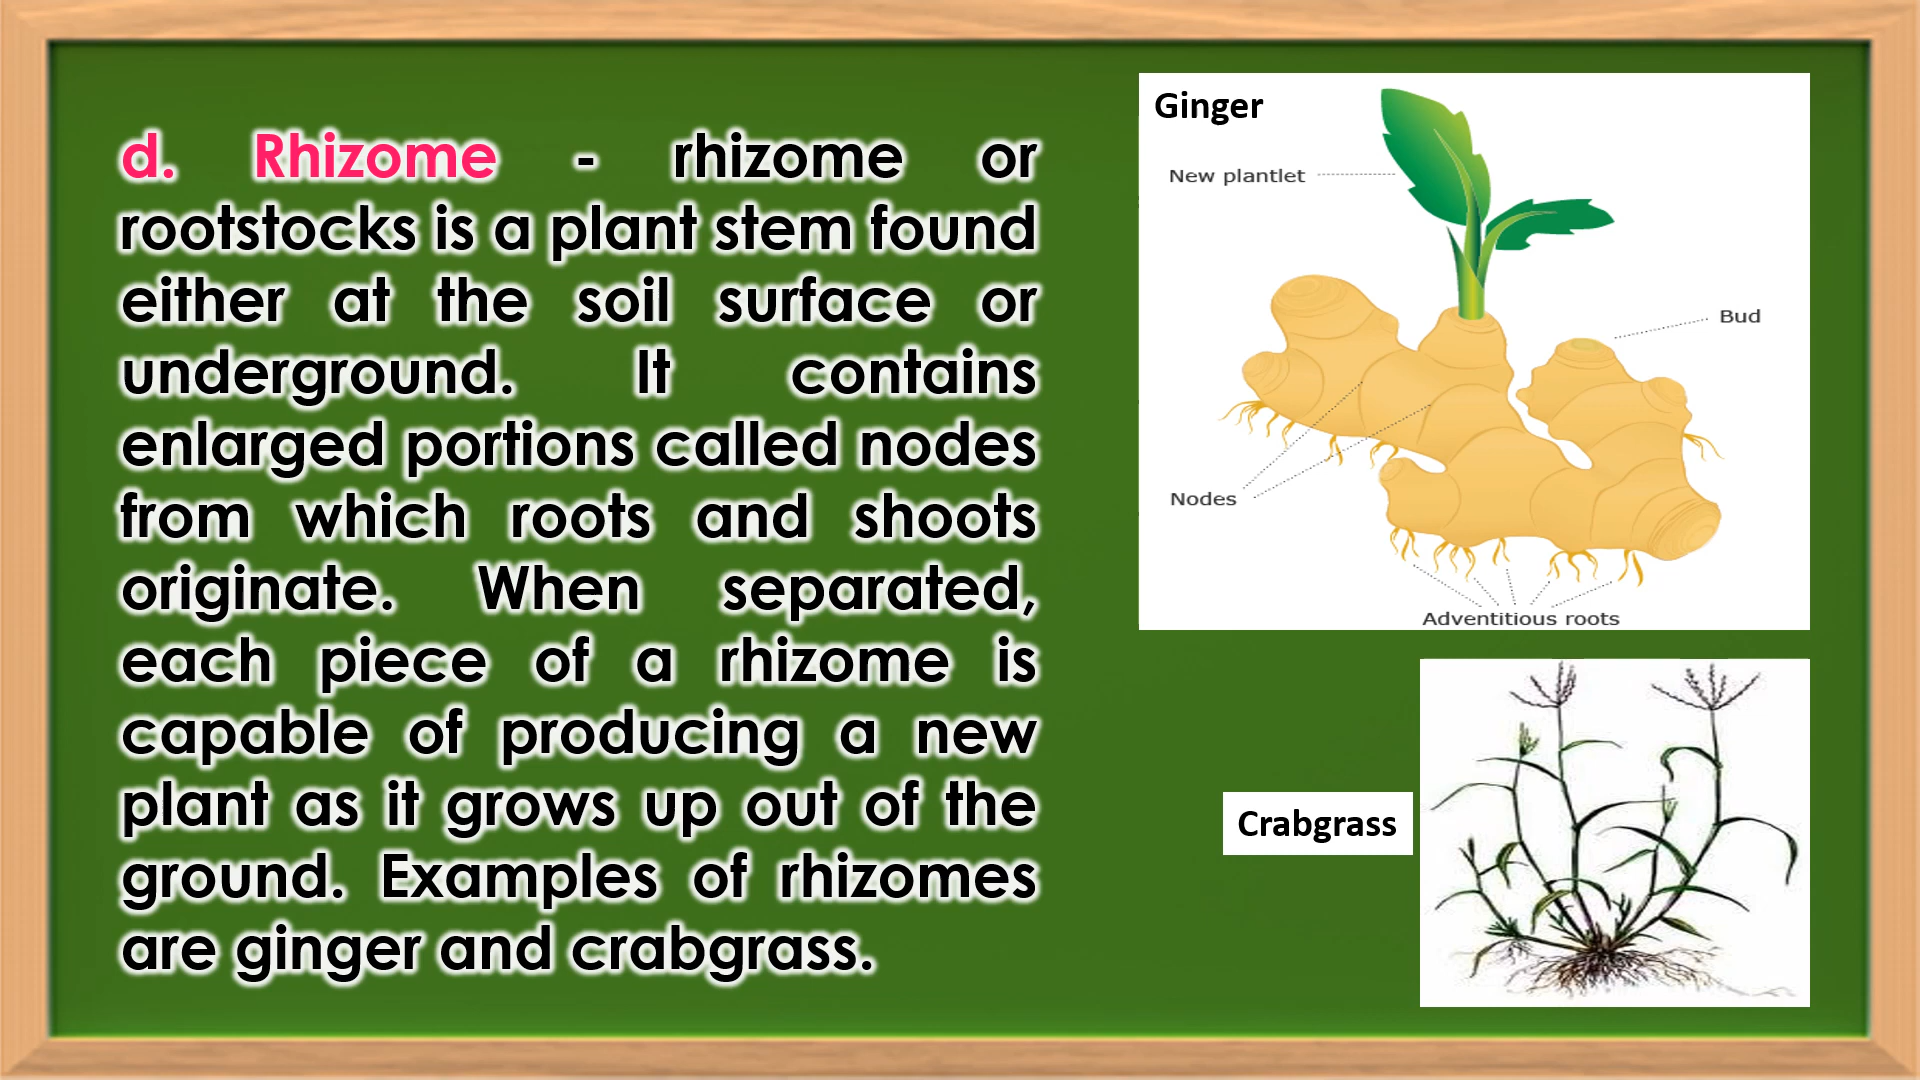 d. Rhizome - rhizome or
rootstocks is a plant stem found
either at the soil surface or
underground. It contains
enlarged portions called nodes
from which roots and shoots
originate. When separated,
each piece of a rhizome is
capable of producing a new
plant as it grows up out of the
ground. Examples of rhizomes
are ginger and crabgrass.
Ginger
New plantlet
Bud
Nodes
Adventitious roots
Crabgrass